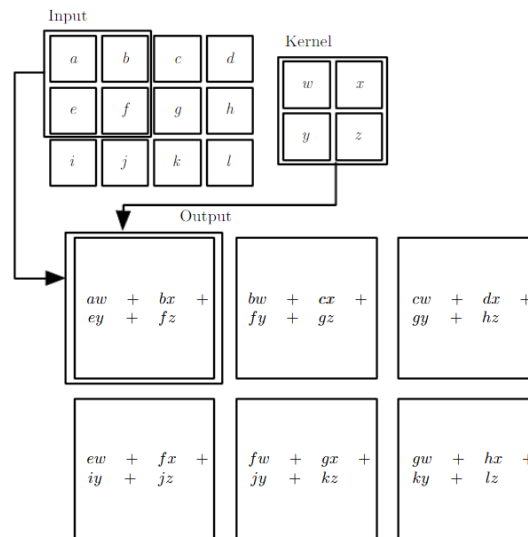 Input
Kernel
a b c d
e f g h
i j k l
w x
y z
Output
aw + bx +
ey + fz
bw + cx +
fy + gz
cw + dx +
gy + hz
ew + fx +
iy + jz
fw + gx +
jy + kz
gw + hx +
ky + lz